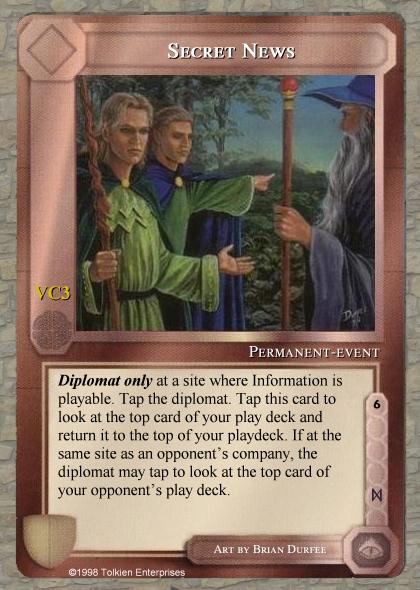 Secret News
Durfee
VC3
Permanent-event
Diplomat only at a site where Information is
playable. Tap the diplomat. Tap this card to
look at the top card of your play deck and
return it to the top of your playdeck. If at the
same site as an opponent's company, the
diplomat may tap to look at the top card of
your opponent's play deck.
6
Art by Brian Durfee
©1998 Tolkien Enterprises